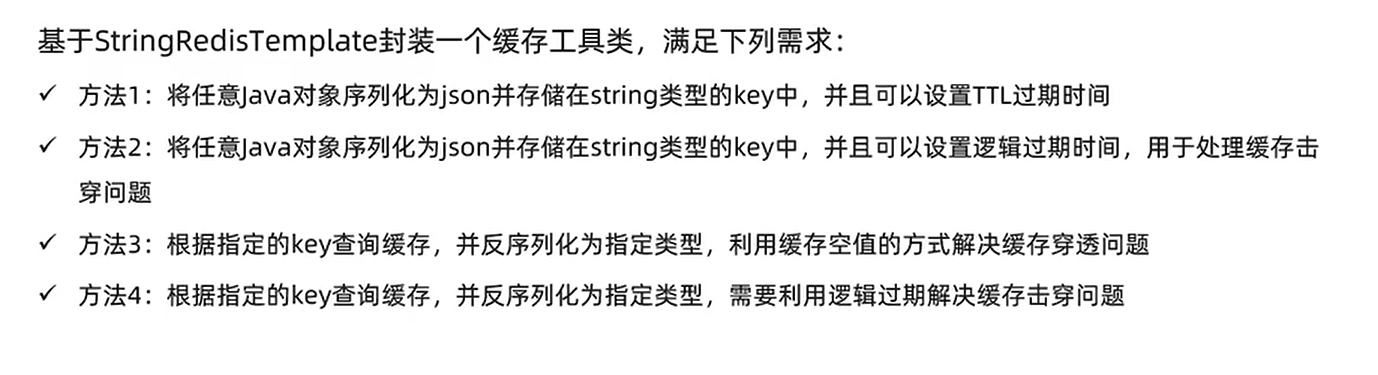 基于StringRedisTemplate封装一个缓存工具类，满足下列需求：
✓ 方法1：将任意Java对象序列化为json并存储在string类型的key中，并且可以设置TTL过期时间
✓ 方法2：将任意Java对象序列化为json并存储在string类型的key中，并且可以设置逻辑过期时间，用于处理缓存击
穿问题
✓ 方法3：根据指定的key查询缓存，并反序列化为指定类型，利用缓存空值的方式解决缓存穿透问题
✓ 方法4：根据指定的key查询缓存，并反序列化为指定类型，需要利用逻辑过期解决缓存击穿问题